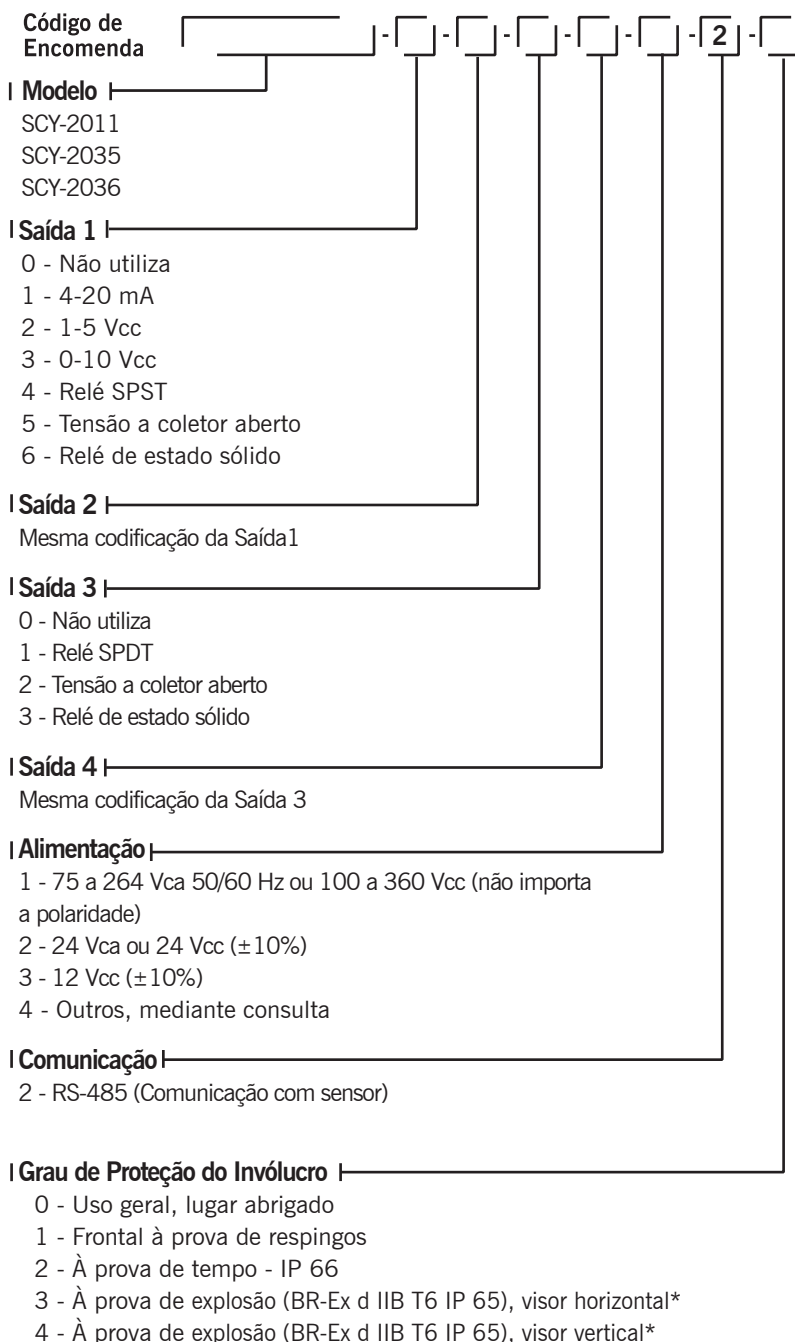 Código de
Encomenda
- - - - - - 2 -
Modelo
SCY-2011
SCY-2035
SCY-2036
Saída 1
0 - Não utiliza
1 - 4-20 mA
2 - 1-5 Vcc
3 - 0-10 Vcc
4 - Relé SPST
5 - Tensão a coletor aberto
6 - Relé de estado sólido
Saída 2
Mesma codificação da Saída1
Saída 3
0 - Não utiliza
1 - Relé SPDT
2 - Tensão a coletor aberto
3 - Relé de estado sólido
Saída 4
Mesma codificação da Saída 3
Alimentação
1 - 75 a 264 Vca 50/60 Hz ou 100 a 360 Vcc (não importa
a polaridade)
2 - 24 Vca ou 24 Vcc (±10%)
3 - 12 Vcc (±10%)
4 - Outros, mediante consulta
Comunicação
2 - RS-485 (Comunicação com sensor)
Grau de Proteção do Invólucro
0 - Uso geral, lugar abrigado
1 - Frontal à prova de respingos
2 - À prova de tempo - IP 66
3 - À prova de explosão (BR-Ex d IIB T6 IP 65), visor horizontal*
4 - À prova de explosão (BR-Ex d IIB T6 IP 65), visor vertical*